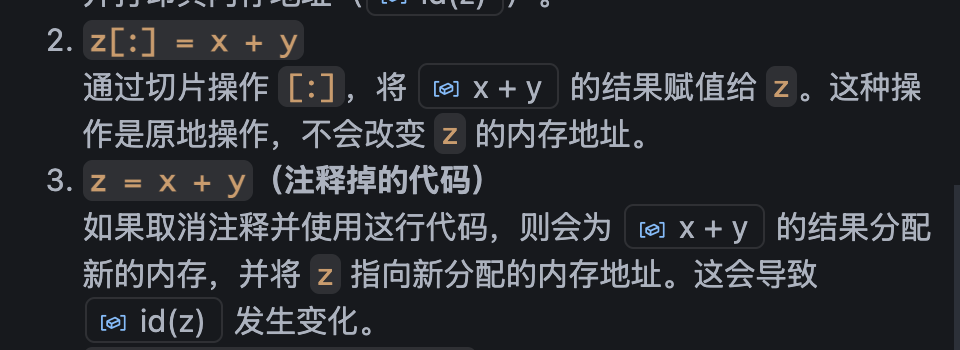 2. z[:] = x + y
通过切片操作 [:]，将 x + y 的结果赋值给 z。这种操
作是原地操作，不会改变 z 的内存地址。
3. z = x + y（注释掉的代码）
如果取消注释并使用这行代码，则会为 x + y 的结果分配
新的内存，并将 z 指向新分配的内存地址。这会导致
id(z) 发生变化。